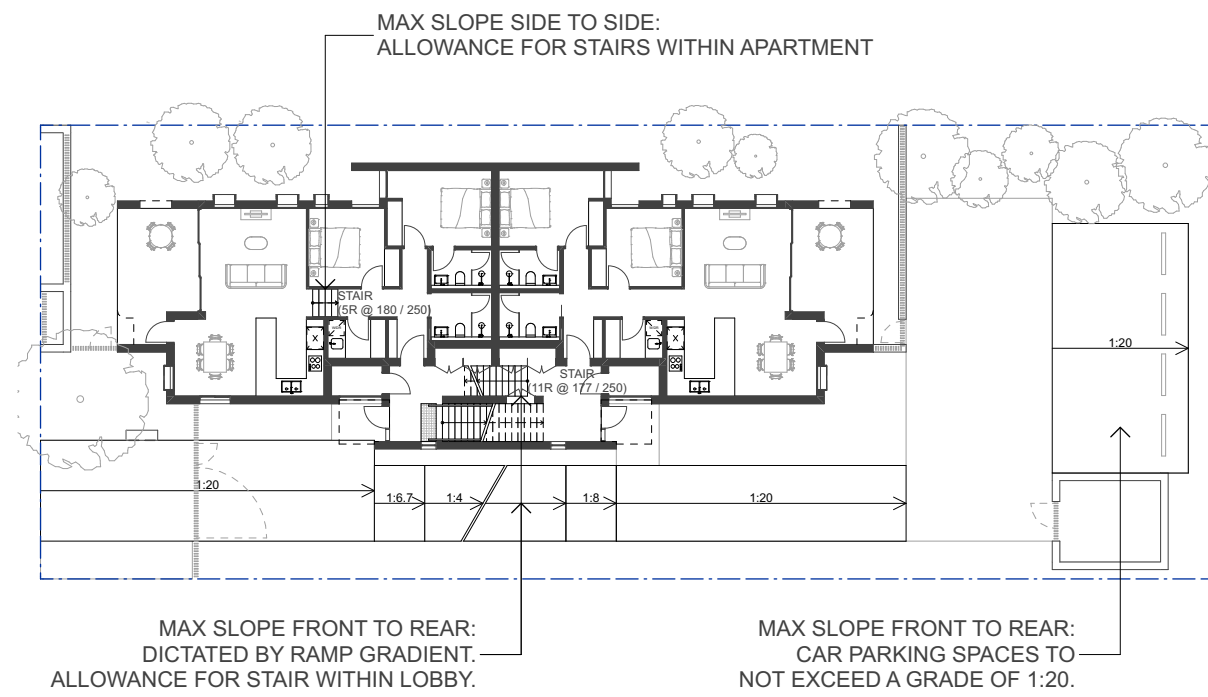 MAX SLOPE SIDE TO SIDE:
ALLOWANCE FOR STAIRS WITHIN APARTMENT
STAIR
(5R @ 180 / 250)
X
X
STAIR
(11R @ 177 / 250)
1:20
1:20
1:6.7
1:4
1:8
1:20
MAX SLOPE FRONT TO REAR:
DICTATED BY RAMP GRADIENT.
ALLOWANCE FOR STAIR WITHIN LOBBY.
MAX SLOPE FRONT TO REAR:
CAR PARKING SPACES TO
NOT EXCEED A GRADE OF 1:20.